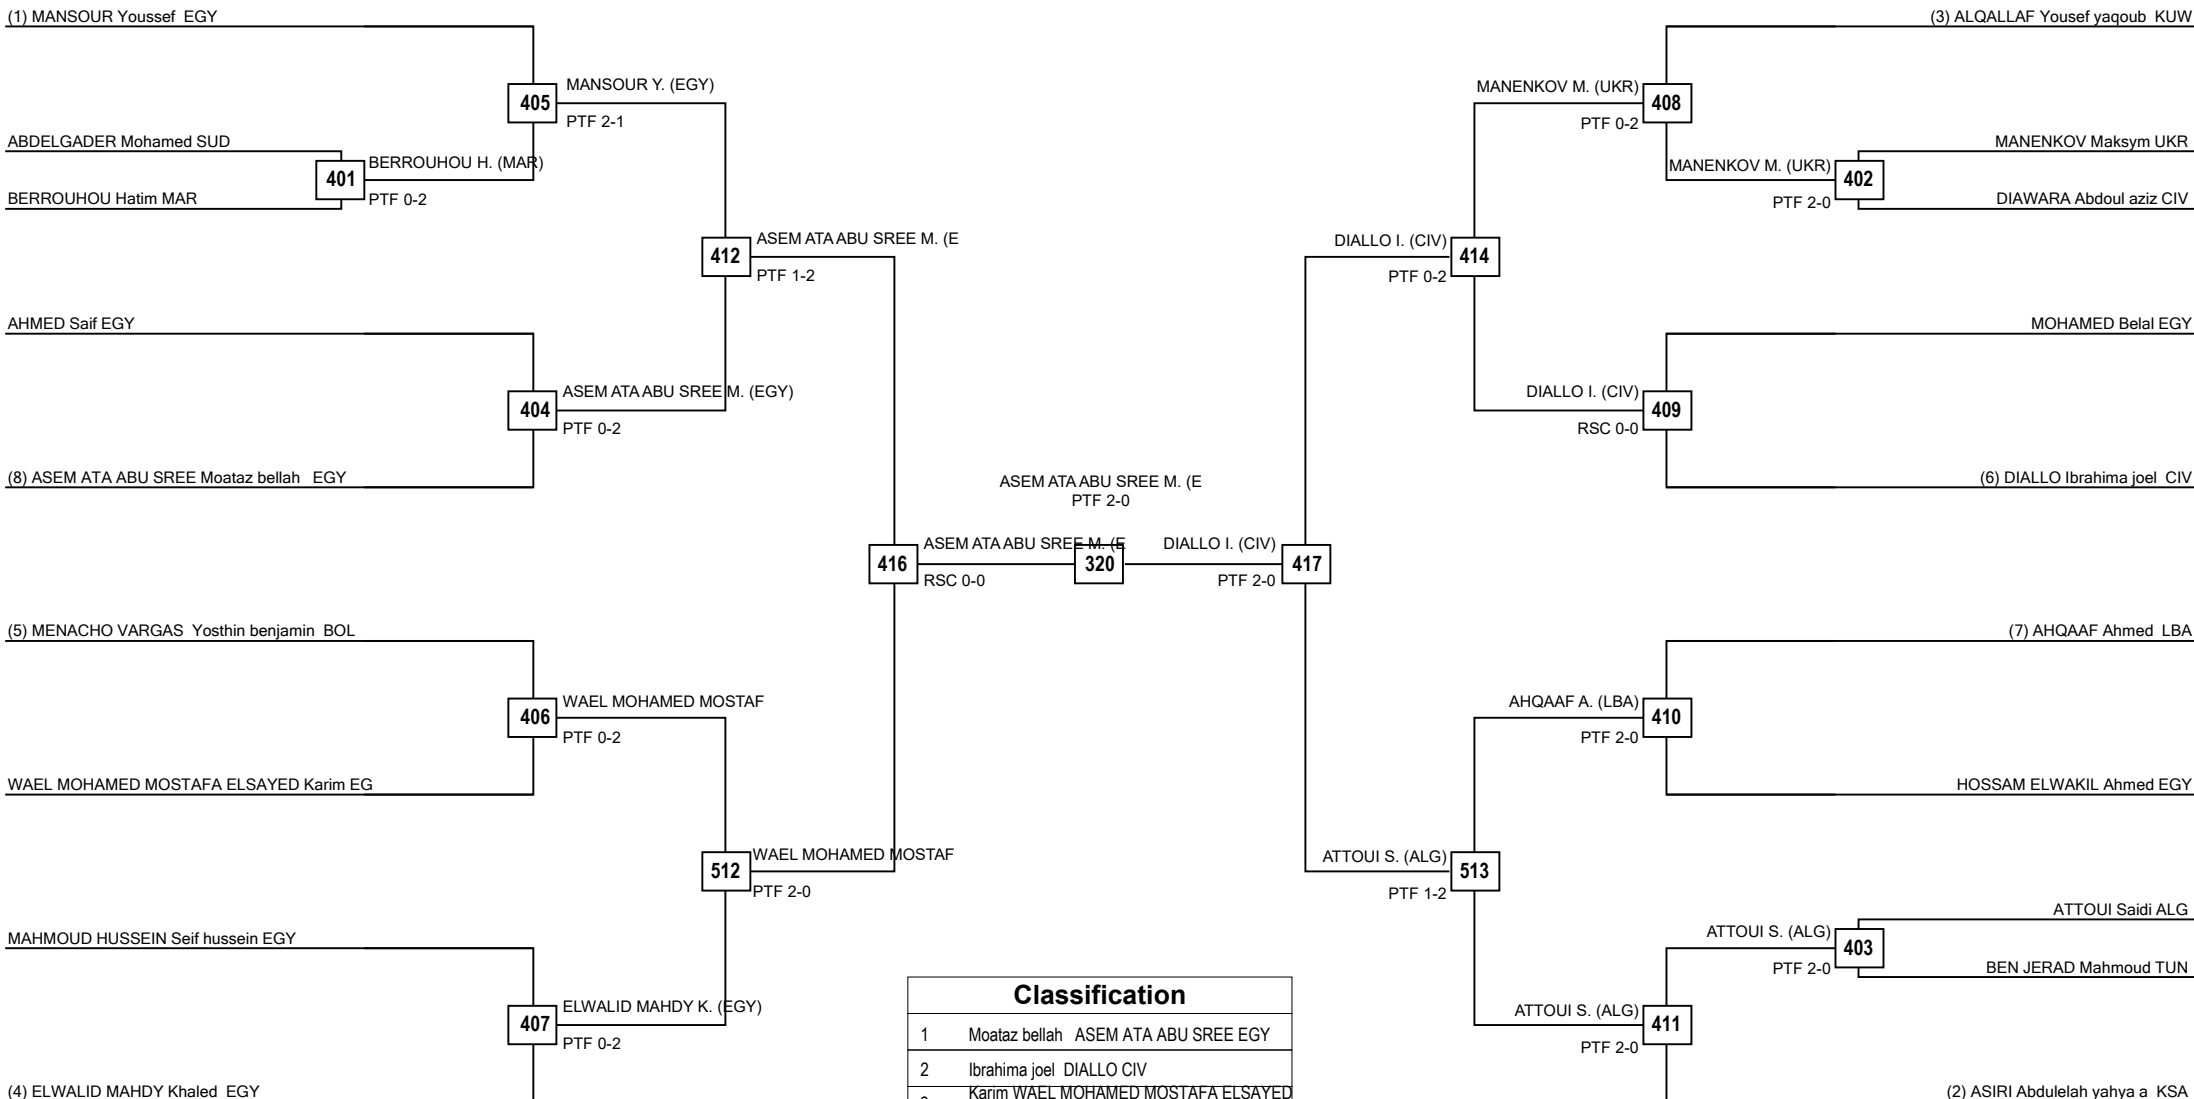 (1) MANSOUR Youssef EGY
(3) ALQALLAF Yousef yaqoub KUW
405
MANSOUR Y. (EGY)
PTF 2-1
MANENKOV M. (UKR)
408
PTF 0-2
ABDELGADER Mohamed SUD
MANENKOV Maksym UKR
401
BERROUHOU H. (MAR)
PTF 0-2
MANENKOV M. (UKR)
402
PTF 2-0
BERROUHOU Hatim MAR
DIAWARA Abdoul aziz CIV
412
ASEM ATA ABU SREE M. (E
PTF 1-2
DIALLO I. (CIV)
414
PTF 0-2
AHMED Saif EGY
MOHAMED Belal EGY
404
ASEM ATA ABU SREE M. (EGY)
PTF 0-2
DIALLO I. (CIV)
409
RSC 0-0
(8) ASEM ATA ABU SREE Moataz bellah EGY
(6) DIALLO Ibrahima joel CIV
ASEM ATA ABU SREE M. (E
PTF 2-0
416
ASEM ATA ABU SREE M. (E
RSC 0-0
320
DIALLO I. (CIV)
PTF 2-0
417
(5) MENACHO VARGAS Yosthin benjamin BOL
(7) AHQAAF Ahmed LBA
406
WAEL MOHAMED MOSTAF
PTF 0-2
AHQAAF A. (LBA)
410
PTF 2-0
WAEL MOHAMED MOSTAFA ELSAYED Karim EG
HOSSAM ELWAKIL Ahmed EGY
512
WAEL MOHAMED MOSTAF
PTF 2-0
ATTOUI S. (ALG)
513
PTF 1-2
MAHMOUD HUSSEIN Seif hussein EGY
ATTOUI Saidi ALG
ATTOUI S. (ALG)
403
PTF 2-0
BEN JERAD Mahmoud TUN
407
ELWALID MAHDY K. (EGY)
PTF 0-2
ATTOUI S. (ALG)
411
PTF 2-0
(4) ELWALID MAHDY Khaled EGY
(2) ASIRI Abdulelah yahya a KSA
Classification
1 Moataz bellah ASEM ATA ABU SREE EGY
2 Ibrahima joel DIALLO CIV
Karim WAEL MOHAMED MOSTAFA ELSAYED